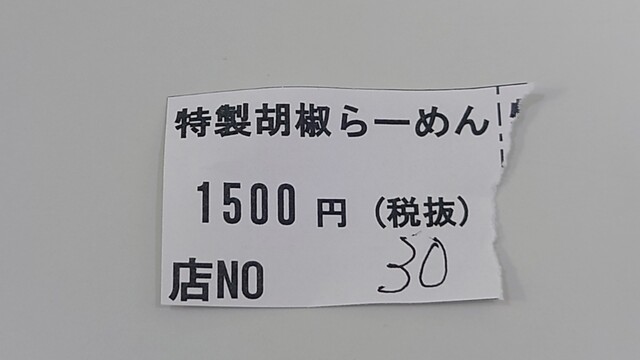 特製胡椒らーめん
1500 円 (税抜)
店NO 30